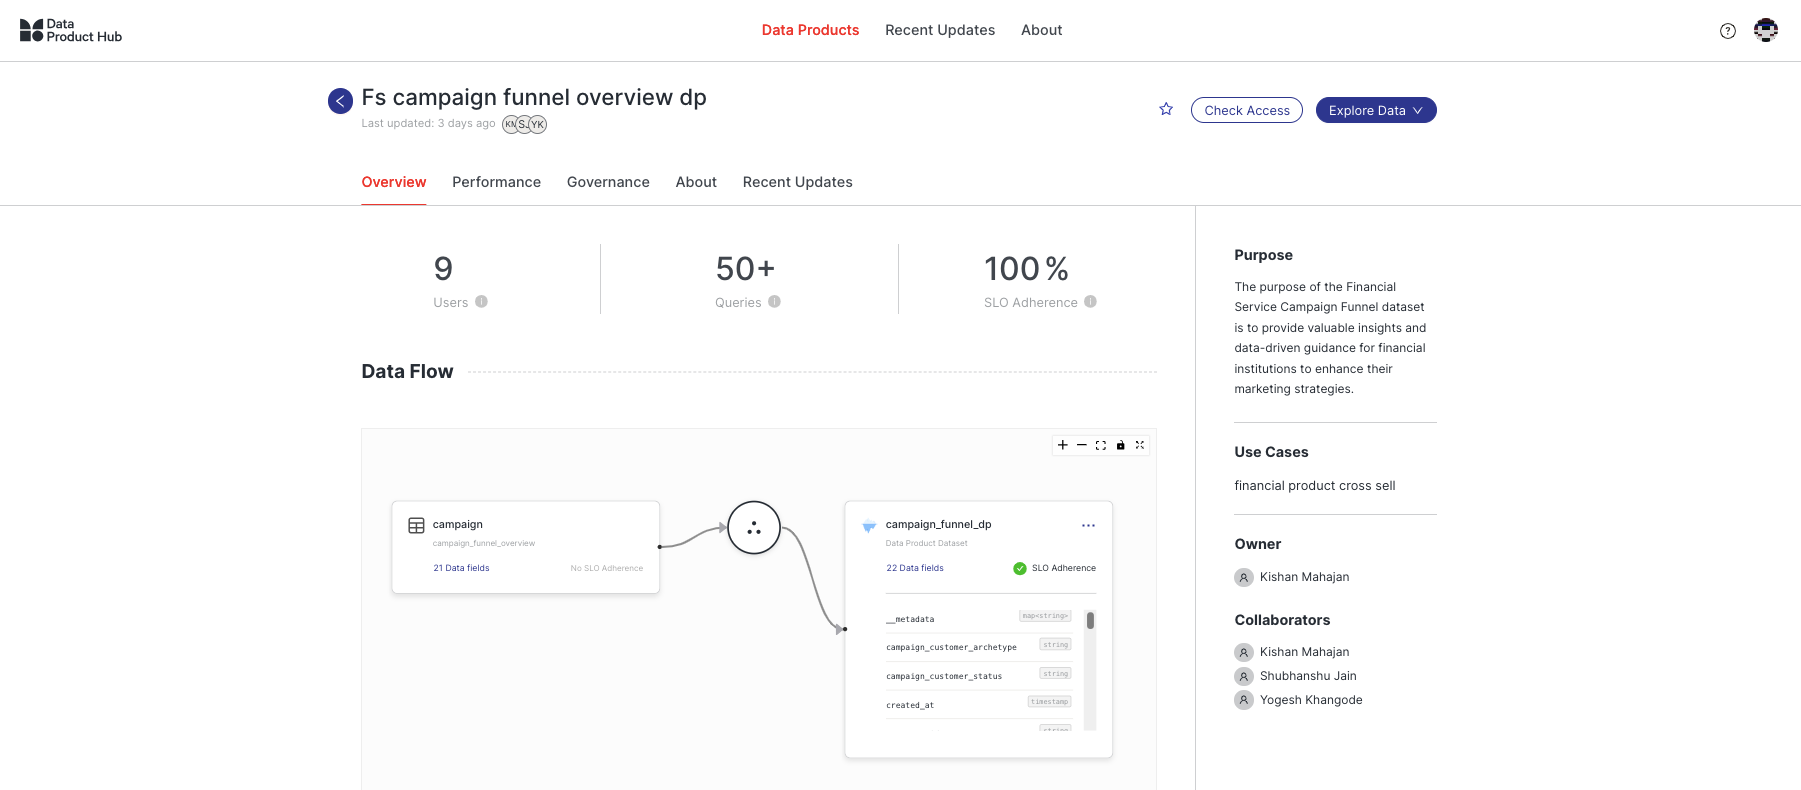 Data
Product Hub
Data Products
Recent Updates
About
Fs campaign funnel overview dp
Last updated: 3 days ago
YK
Check Access
Explore Data
Overview
Performance
Governance
About
Recent Updates
9
Users
50+
Queries
100%
SLO Adherence
Data Flow
campaign
campaign_funnel_overview
21 Data fields
No SLO Adherence
campaign_funnel_dp
Data Product Dataset
22 Data fields
SLO Adherence
__metadata
map<string>
campaign_customer_archetype
string
campaign_customer_status
string
created_at
timestamp
string
Purpose
The purpose of the Financial
Service Campaign Funnel dataset
is to provide valuable insights and
data-driven guidance for financial
institutions to enhance their
marketing strategies.
Use Cases
financial product cross sell
Owner
Kishan Mahajan
Collaborators
Kishan Mahajan
Shubhanshu Jain
Yogesh Khangode